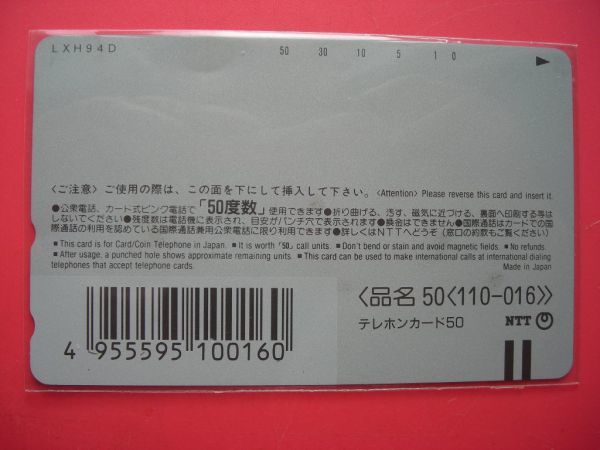 LXH94D
50 30 10 5 1 0
〈ご注意〉ご使用の際は、この面を下にして挿入して下さい。〈Attention〉Please reverse this card and insert it.
●公衆電話、カード式ピンク電話で「50度数」使用できます●折り曲げる、汚す、磁気に近づける、裏面へ印刷する等は
しないでください●残度数は電話機に表示され、目安がパンチ穴で表示されます●換金はできません●国際通話はカードでの国
際通話の利用を認めている国際通話兼用公衆電話に限り利用できます●詳しくはNTTへどうぞ(窓口の約款もご覧ください)
■This card is for Card/Coin Telephone in Japan. ■It is worth「50」call units. ■Don't bend or stain and avoid magnetic fields. ■No refunds.
■After usage, a punched hole shows approximate remaining units. ■This card can be used to make international calls at international dialing
telephones that accept telephone cards.
Made in Japan
〈品名 50〈110-016〉〉
テレホンカード50
NTT
4 955595 100160